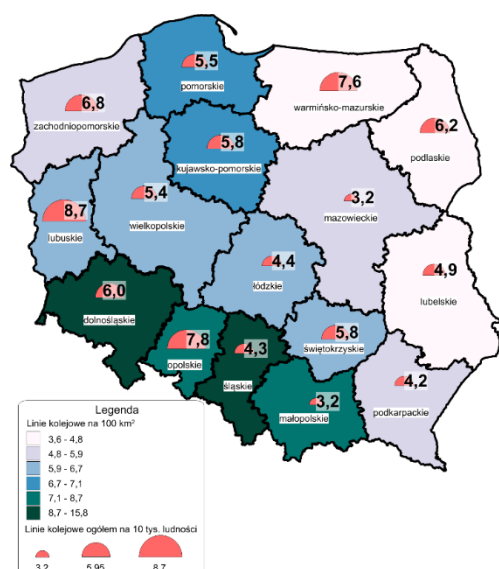 5,5
pomorskie
7,6
warmińsko-mazurskie
6,8
zachodniopomorskie
6,2
podlaskie
5,8
kujawsko-pomorskie
5,4
wielkopolskie
3,2
mazowieckie
8,7
lubuskie
4,4
łódzkie
4,9
lubelskie
6,0
dolnośląskie
7,8
opolskie
4,3
śląskie
5,8
świętokrzyskie
3,2
małopolskie
4,2
podkarpackie
Legenda
Linie kolejowe na 100 km²
3,6 - 4,8
4,8 - 5,9
5,9 - 6,7
6,7 - 7,1
7,1 - 8,7
8,7 - 15,8
Linie kolejowe ogółem na 10 tys. ludności
3,2 5,95 8,7